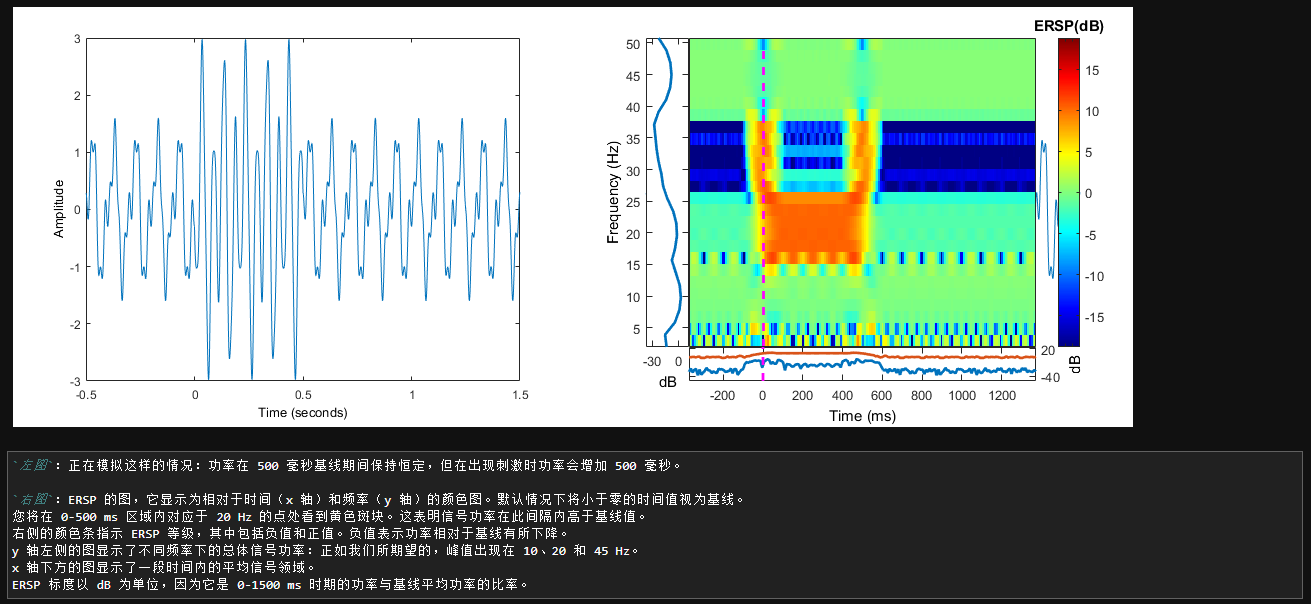 ERSP(dB)
3
2
1
0
-1
-2
-3
Amplitude
-0.5
0
0.5
1
1.5
Time (seconds)
50
45
40
35
30
25
20
15
10
5
Frequency (Hz)
15
10
5
0
-5
-10
-15
-30
0
dB
20
-40
dB
-200
0
200
400
600
800
1000
1200
Time (ms)
`左图`: 正在模拟这样的情况: 功率在 500 毫秒基线期间保持恒定, 但在出现刺激时功率会增加 500 毫秒。
`右图`: ERSP 的图, 它显示为相对于时间 (x 轴) 和频率 (y 轴) 的颜色图。默认情况下将小于零的时间值视为基线。
您将在 0-500 ms 区域内对应于 20 Hz 的点处看到黄色斑块。这表明信号功率在此间隔内高于基线值。
右侧的颜色条指示 ERSP 等级, 其中包括负值和正值。负值表示功率相对于基线有所下降。
y 轴左侧的图显示了不同频率下的总体信号功率: 正如我们所期望的, 峰值出现在 10、20 和 45 Hz。
x 轴下方的图显示了一段时间内的平均信号领域。
ERSP 标度以 dB 为单位, 因为它是 0-1500 ms 时期的功率与基线平均功率的比率。